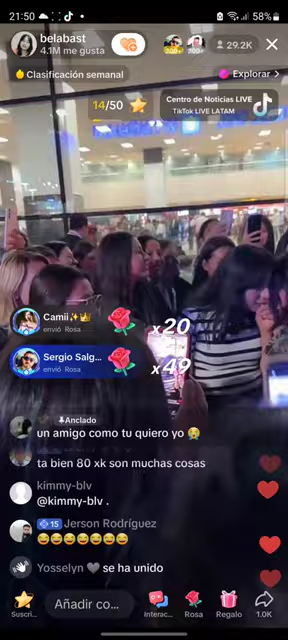 21:50
58%
belabast
4.1M me gusta
200+
200+
29.2K
Clasificación semanal
Explorar >
14/50
Centro de Noticias LIVE
TikTok LIVE LATAM
Camii
envió Rosa
x20
Sergio Salg...
envió Rosa
x49
Anclado
un amigo como tu quiero yo 😭
ta bien 80 xk son muchas cosas
kimmy-blv
@kimmy-blv .
15 Jerson Rodríguez
😂😂😂😂😂😂😂
Yosselyn 🩶 se ha unido
Suscri...
Añadir co...
Interac...
Rosa
Regalo
1.0K